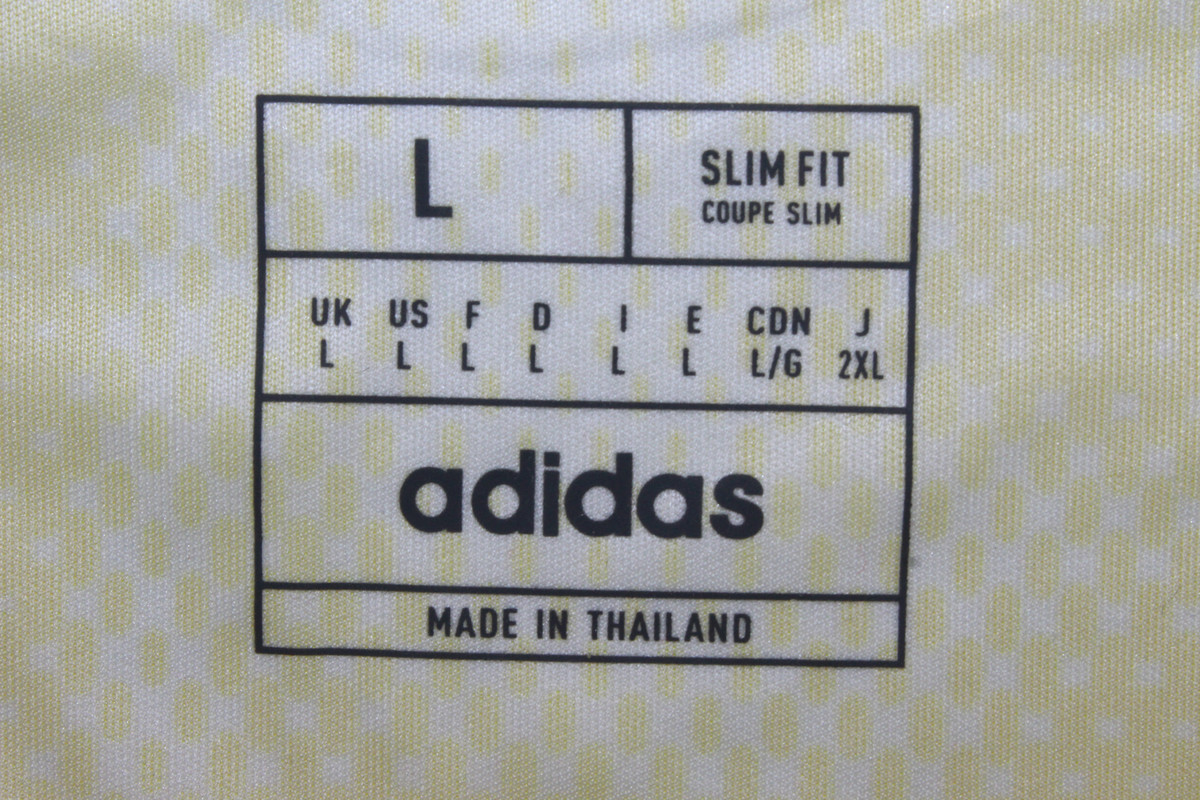 L
SLIM FIT
COUPE SLIM
UK US F D I E CDN J
L L L L L L L/G 2XL
adidas
MADE IN THAILAND